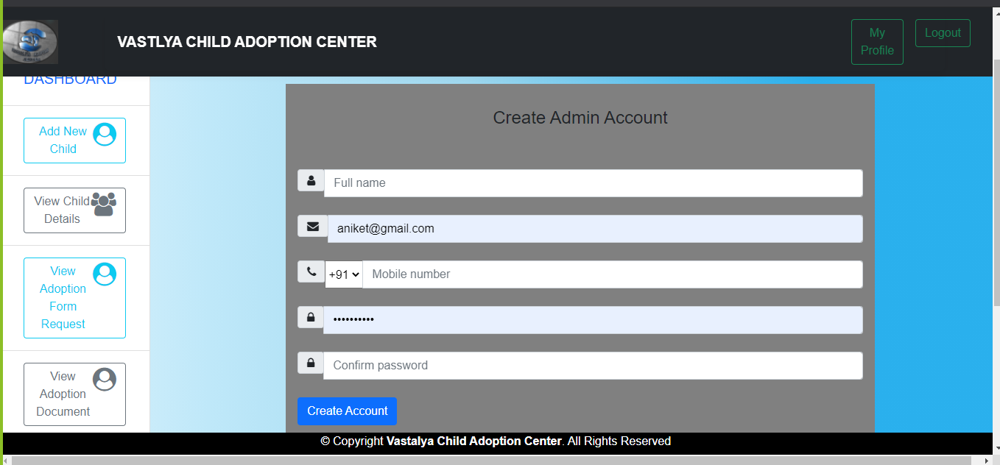 VASTLYA CHILD ADOPTION CENTER
My
Profile
Logout
DASHBOARD
Add New
Child
View Child
Details
View
Adoption
Form
Request
View
Adoption
Document
Create Admin Account
Full name
aniket@gmail.com
+91
Mobile number
••••••••••
Confirm password
Create Account
© Copyright Vastalya Child Adoption Center. All Rights Reserved